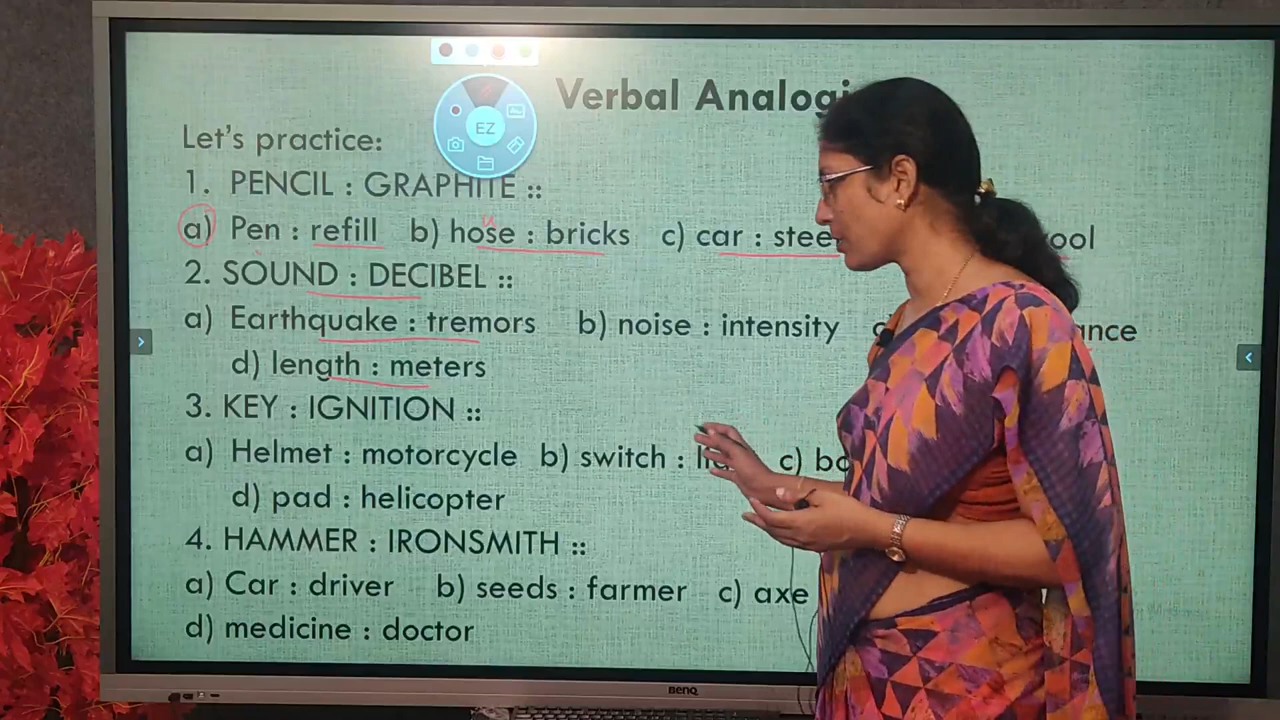 EZ
Verbal Analogi
Let's practice:
1. PENCIL : GRAPHITE ::
a) Pen : refill b) hose : bricks c) car : stee ool
u
2. SOUND : DECIBEL ::
a) Earthquake : tremors b) noise : intensity ance
d) length : meters
3. KEY : IGNITION ::
a) Helmet : motorcycle b) switch : c) bo
d) pad : helicopter
4. HAMMER : IRONSMITH ::
a) Car : driver b) seeds : farmer c) axe
d) medicine : doctor
BENQ